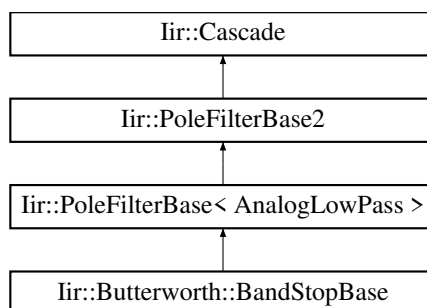 Iir::Cascade
Iir::PoleFilterBase2
Iir::PoleFilterBase< AnalogLowPass >
Iir::Butterworth::BandStopBase